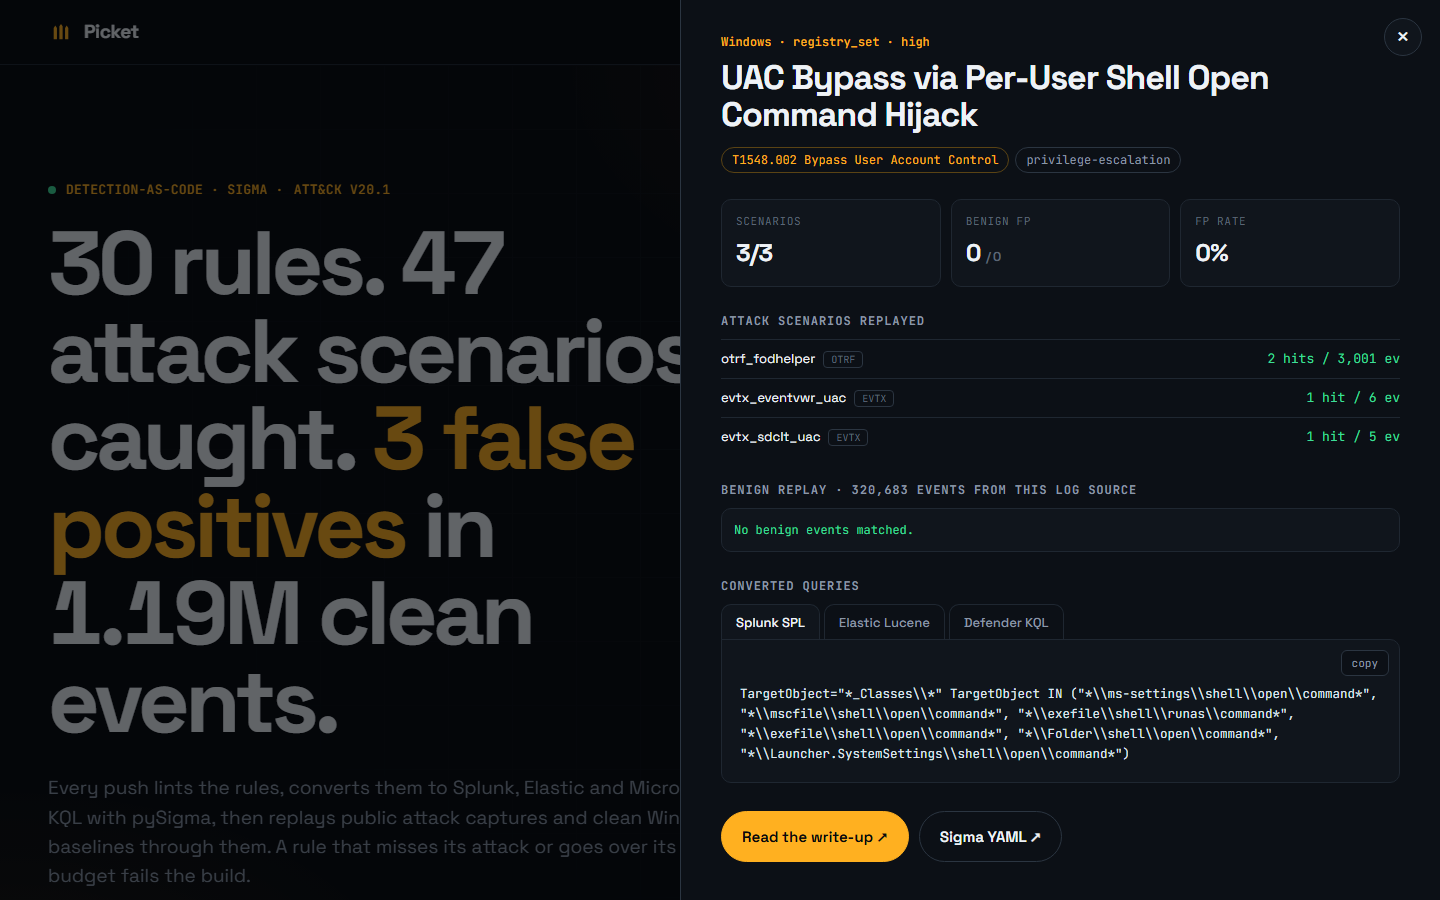 Picket
DETECTION-AS-CODE · SIGMA · ATT&CK V20.1
30 rules. 47
attack scenarios
caught. 3 false
positives in
1.19M clean
events.
Every push lints the rules, converts them to Splunk, Elastic and Micro
KQL with pySigma, then replays public attack captures and clean Win
baselines through them. A rule that misses its attack or goes over its
budget fails the build.
Windows · registry_set · high
UAC Bypass via Per-User Shell Open
Command Hijack
T1548.002 Bypass User Account Control privilege-escalation
SCENARIOS BENIGN FP FP RATE
3/3 0 /0 0%
ATTACK SCENARIOS REPLAYED
otrf_fodhelper OTRF 2 hits / 3,001 ev
evtx_eventvwr_uac EVTX 1 hit / 6 ev
evtx_sdclt_uac EVTX 1 hit / 5 ev
BENIGN REPLAY · 320,683 EVENTS FROM THIS LOG SOURCE
No benign events matched.
CONVERTED QUERIES
Splunk SPL Elastic Lucene Defender KQL
copy
TargetObject="*_Classes\\*" TargetObject IN ("*\\ms-settings\\shell\\open\\command*",
"*\\mscfile\\shell\\open\\command*", "*\\exefile\\shell\\runas\\command*",
"*\\exefile\\shell\\open\\command*", "*\\Folder\\shell\\open\\command*",
"*\\Launcher.SystemSettings\\shell\\open\\command*")
Read the write-up ↗ Sigma YAML ↗